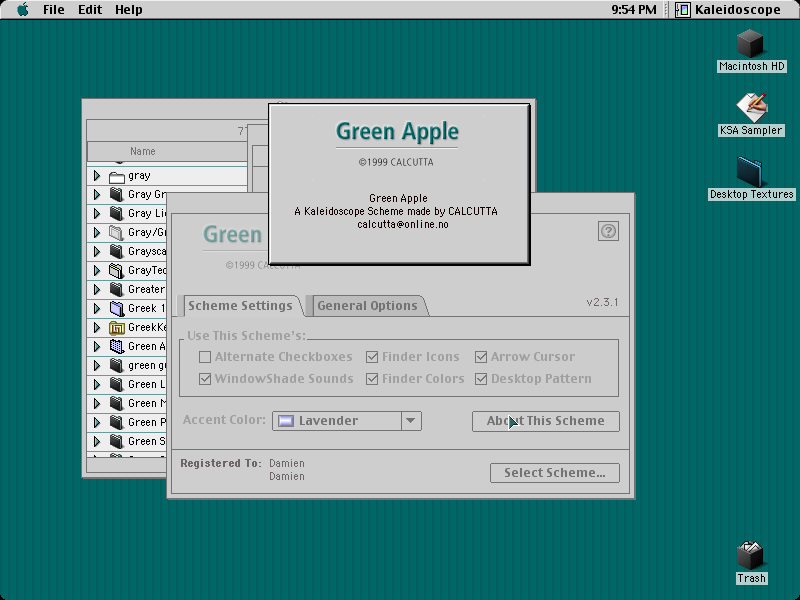 File Edit Help
9:54 PM
Kaleidoscope
Macintosh HD
KSA Sampler
Desktop Textures
Trash
Name
gray
Gray Gr
Gray Li
Gray/Gr
Graysca
GrayTec
Greater
Greek 1
GreekKe
Green A
green gr
Green L
Green M
Green P
Green S
Green Apple
©1999 CALCUTTA
Green Apple
A Kaleidoscope Scheme made by CALCUTTA
calcutta@online.no
Green
©1999 CALCUTTA
Scheme Settings
General Options
v2.3.1
Use This Scheme's:
Alternate Checkboxes
Finder Icons
Arrow Cursor
WindowShade Sounds
Finder Colors
Desktop Pattern
Accent Color:
Lavender
About This Scheme
Registered To: Damien
Damien
Select Scheme...